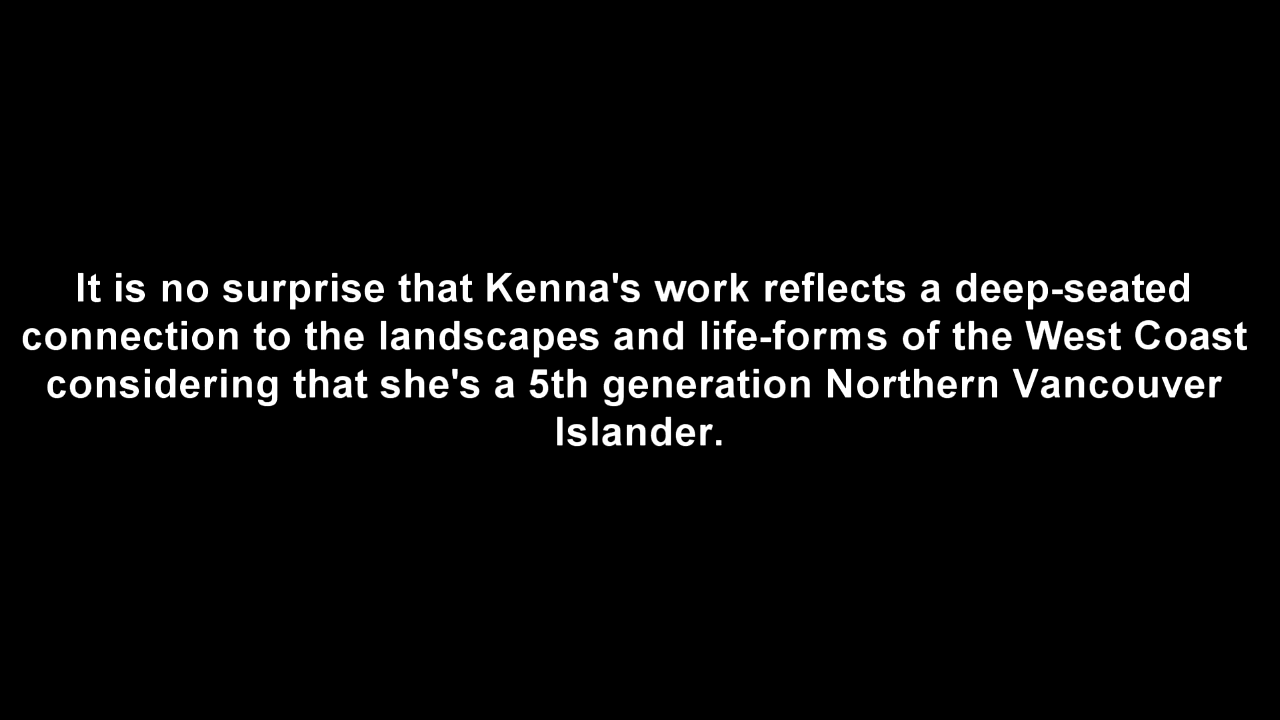 It is no surprise that Kenna's work reflects a deep-seated
connection to the landscapes and life-forms of the West Coast
considering that she's a 5th generation Northern Vancouver
Islander.